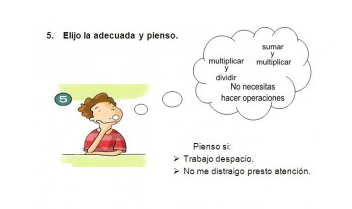 5. Elijo la adecuada y pienso.
sumar
y
multiplicar
multiplicar
y
dividir
No necesitas
hacer operaciones
5
Pienso si:
➢ Trabajo despacio.
➢ No me distraigo presto atención.